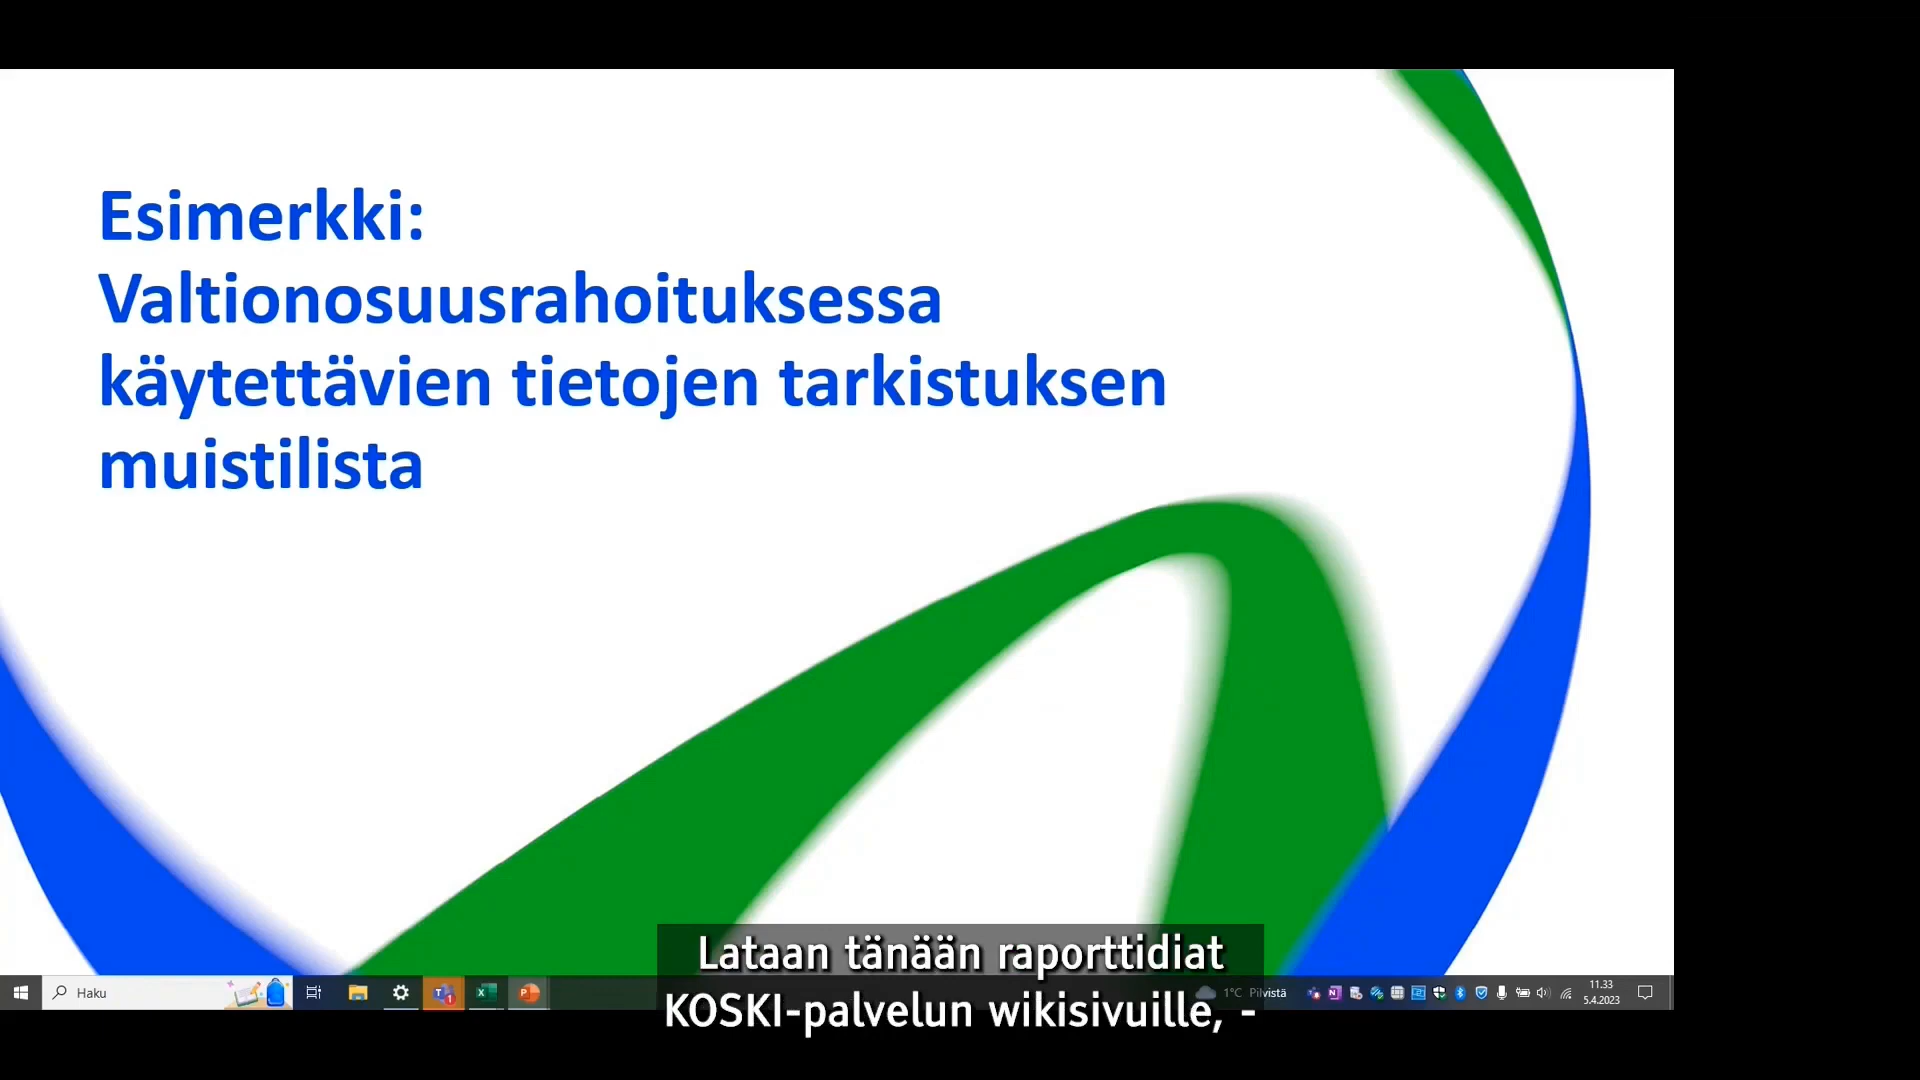 Esimerkki:
Valtionosuusrahoituksessa
käytettävien tietojen tarkistuksen
muistilista
Lataan tänään raporttidiat
KOSKI-palvelun wikisivuille, -
Haku
1°C Pilvistä
11.33
5.4.2023